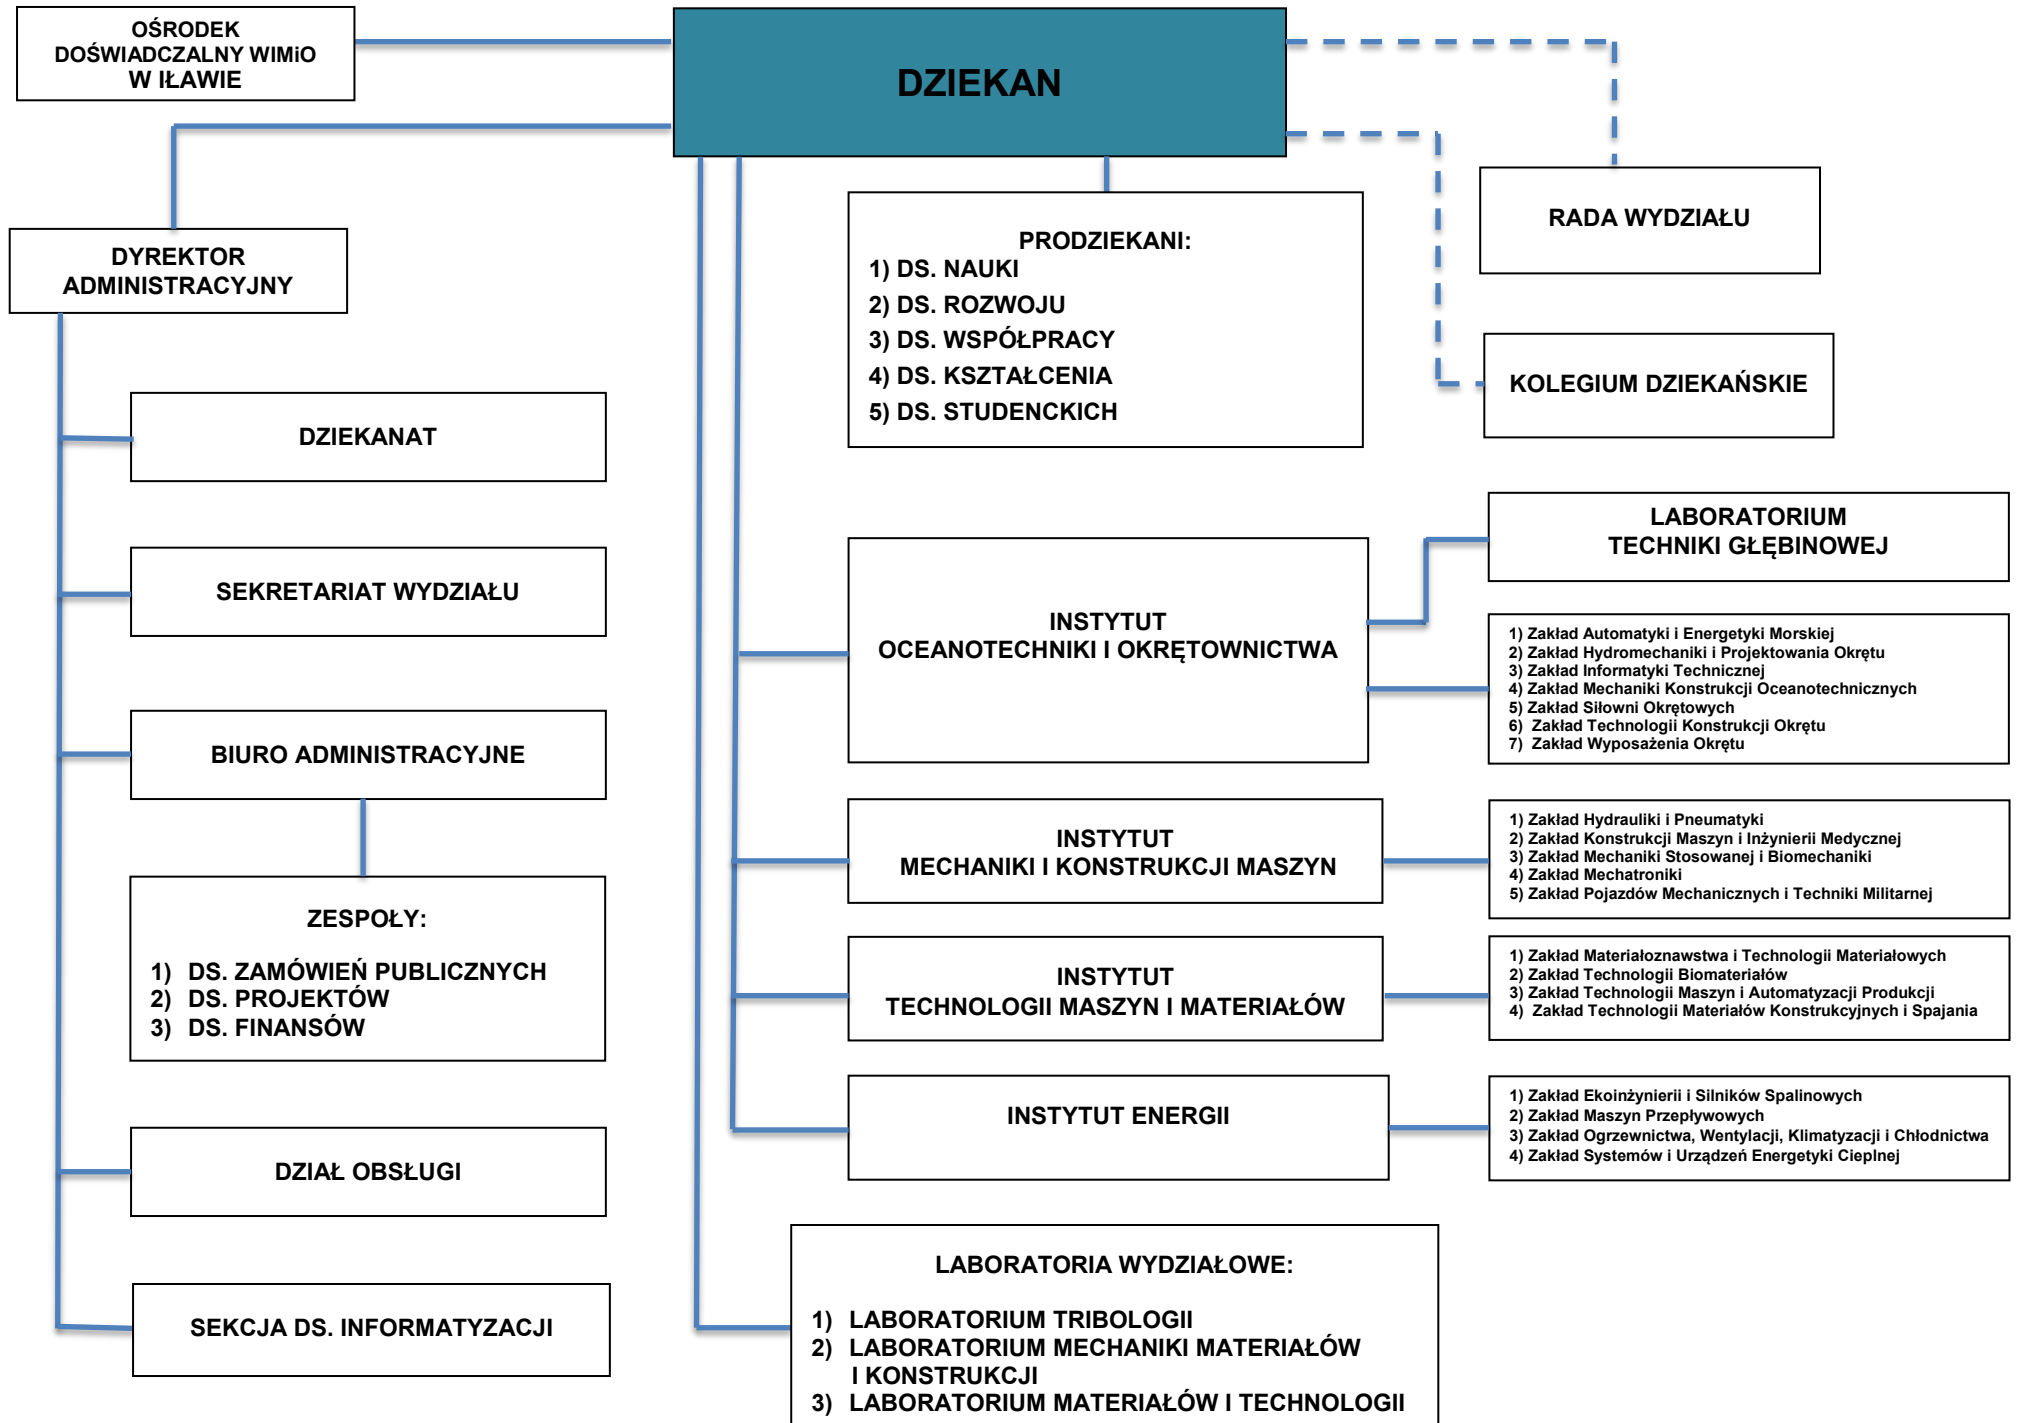 OŚRODEK
DOŚWIADCZALNY WIMiO
W IŁAWIE
DZIEKAN
RADA WYDZIAŁU
DYREKTOR
ADMINISTRACYJNY
PRODZIEKANI:
1) DS. NAUKI
2) DS. ROZWOJU
3) DS. WSPÓŁPRACY
4) DS. KSZTAŁCENIA
5) DS. STUDENCKICH
KOLEGIUM DZIEKAŃSKIE
DZIEKANAT
SEKRETARIAT WYDZIAŁU
BIURO ADMINISTRACYJNE
ZESPOŁY:
1) DS. ZAMÓWIEŃ PUBLICZNYCH
2) DS. PROJEKTÓW
3) DS. FINANSÓW
DZIAŁ OBSŁUGI
SEKCJA DS. INFORMATYZACJI
INSTYTUT
OCEANOTECHNIKI I OKRĘTOWNICTWA
LABORATORIUM
TECHNIKI GŁĘBINOWEJ
1) Zakład Automatyki i Energetyki Morskiej
2) Zakład Hydromechaniki i Projektowania Okrętu
3) Zakład Informatyki Technicznej
4) Zakład Mechaniki Konstrukcji Oceanotechnicznych
5) Zakład Siłowni Okrętowych
6) Zakład Technologii Konstrukcji Okrętu
7) Zakład Wyposażenia Okrętu
INSTYTUT
MECHANIKI I KONSTRUKCJI MASZYN
1) Zakład Hydrauliki i Pneumatyki
2) Zakład Konstrukcji Maszyn i Inżynierii Medycznej
3) Zakład Mechaniki Stosowanej i Biomechaniki
4) Zakład Mechatroniki
5) Zakład Pojazdów Mechanicznych i Techniki Militarnej
INSTYTUT
TECHNOLOGII MASZYN I MATERIAŁÓW
1) Zakład Materiałoznawstwa i Technologii Materiałowych
2) Zakład Technologii Biomateriałów
3) Zakład Technologii Maszyn i Automatyzacji Produkcji
4) Zakład Technologii Materiałów Konstrukcyjnych i Spajania
INSTYTUT ENERGII
1) Zakład Ekoinżynierii i Silników Spalinowych
2) Zakład Maszyn Przepływowych
3) Zakład Ogrzewnictwa, Wentylacji, Klimatyzacji i Chłodnictwa
4) Zakład Systemów i Urządzeń Energetyki Cieplnej
LABORATORIA WYDZIAŁOWE:
1) LABORATORIUM TRIBOLOGII
2) LABORATORIUM MECHANIKI MATERIAŁÓW
I KONSTRUKCJI
3) LABORATORIUM MATERIAŁÓW I TECHNOLOGII